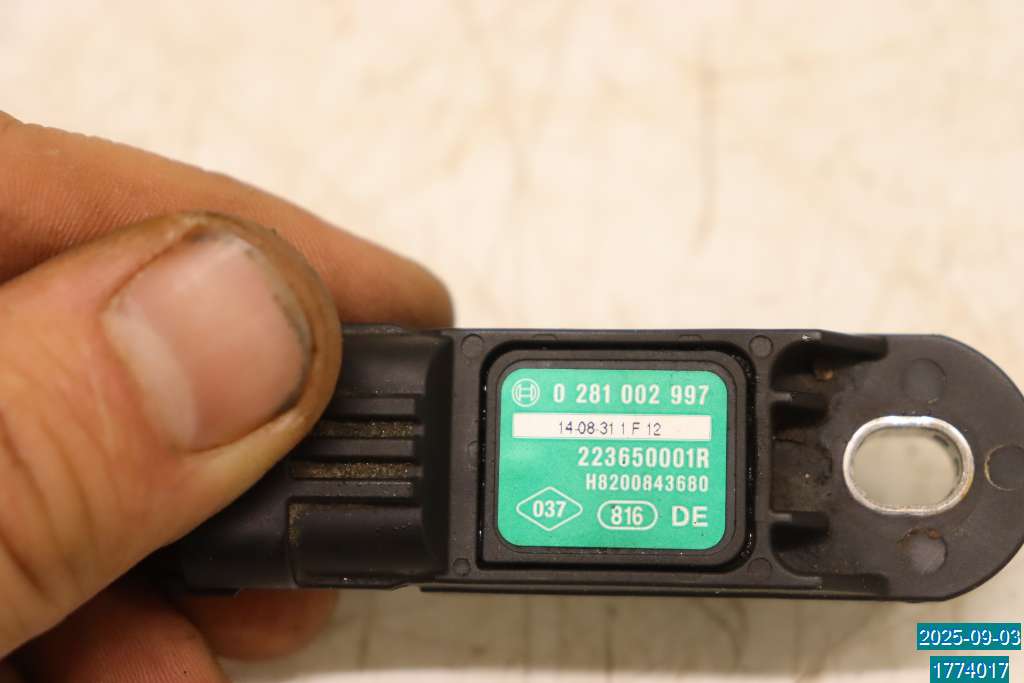 0 281 002 997
14-08-31 1 F 12
223650001R
H8200843680
037 816 DE
2025-09-03
1774017